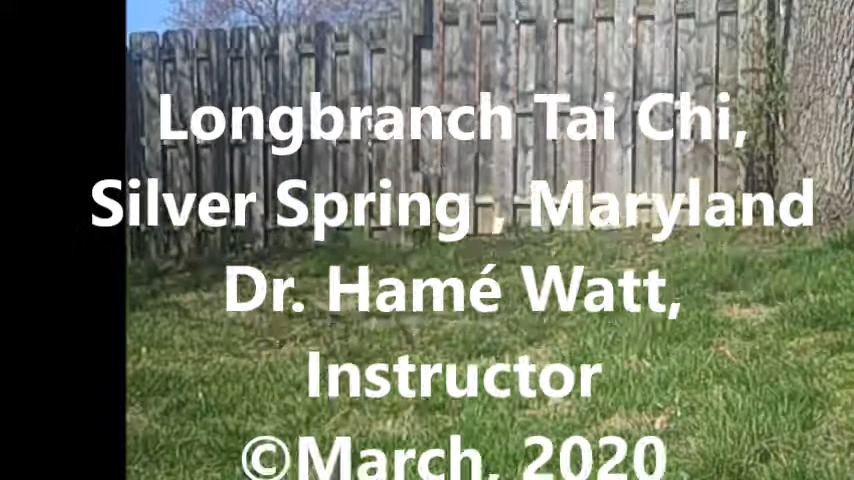 Longbranch Tai Chi,
Silver Spring , Maryland
Dr. Hamé Watt,
Instructor
©March, 2020